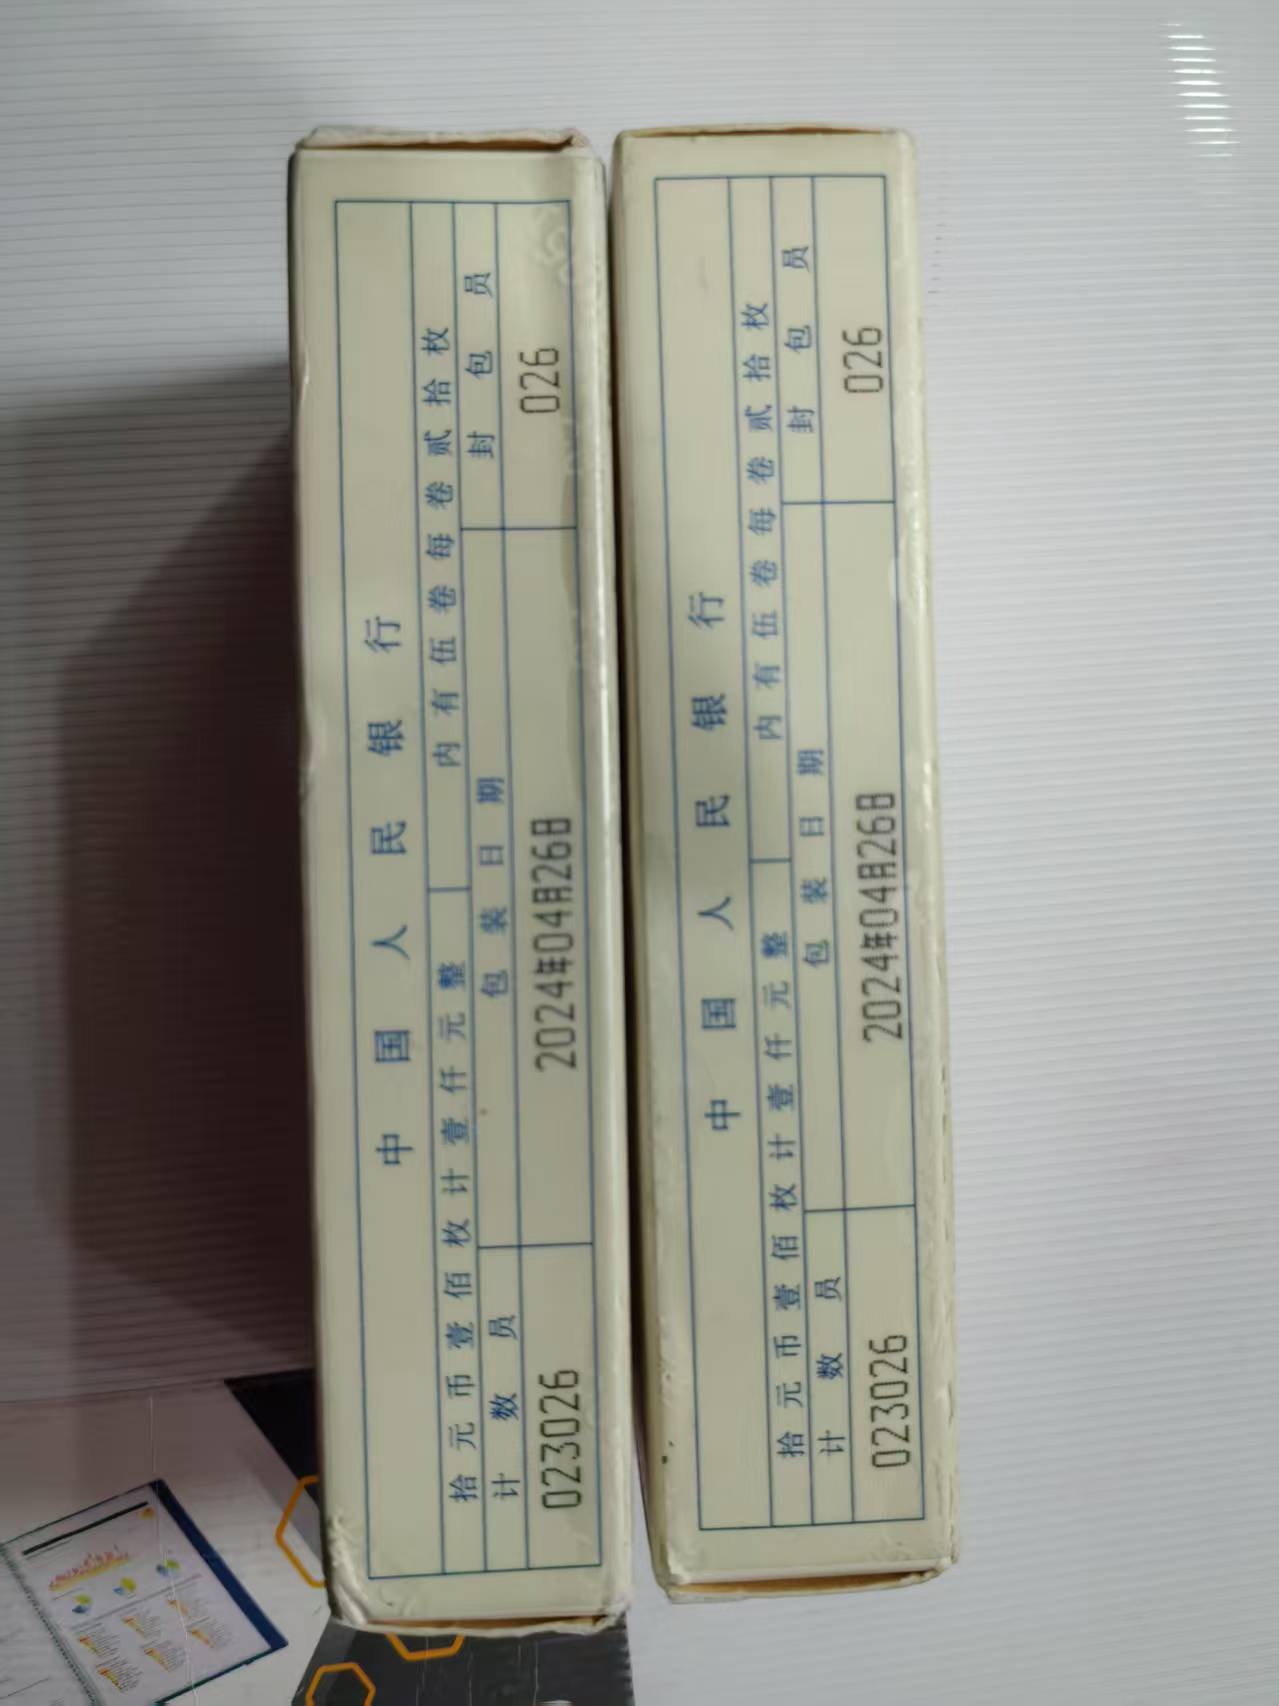 中国人民银行
拾元币壹佰枚计壹仟元整 内有伍卷每卷贰拾枚
计数员 包装日期 封包员
023026 2024年04月26日 026
中国人民银行
拾元币壹佰枚计壹仟元整 内有伍卷每卷贰拾枚
计数员 包装日期 封包员
023026 2024年04月26日 026